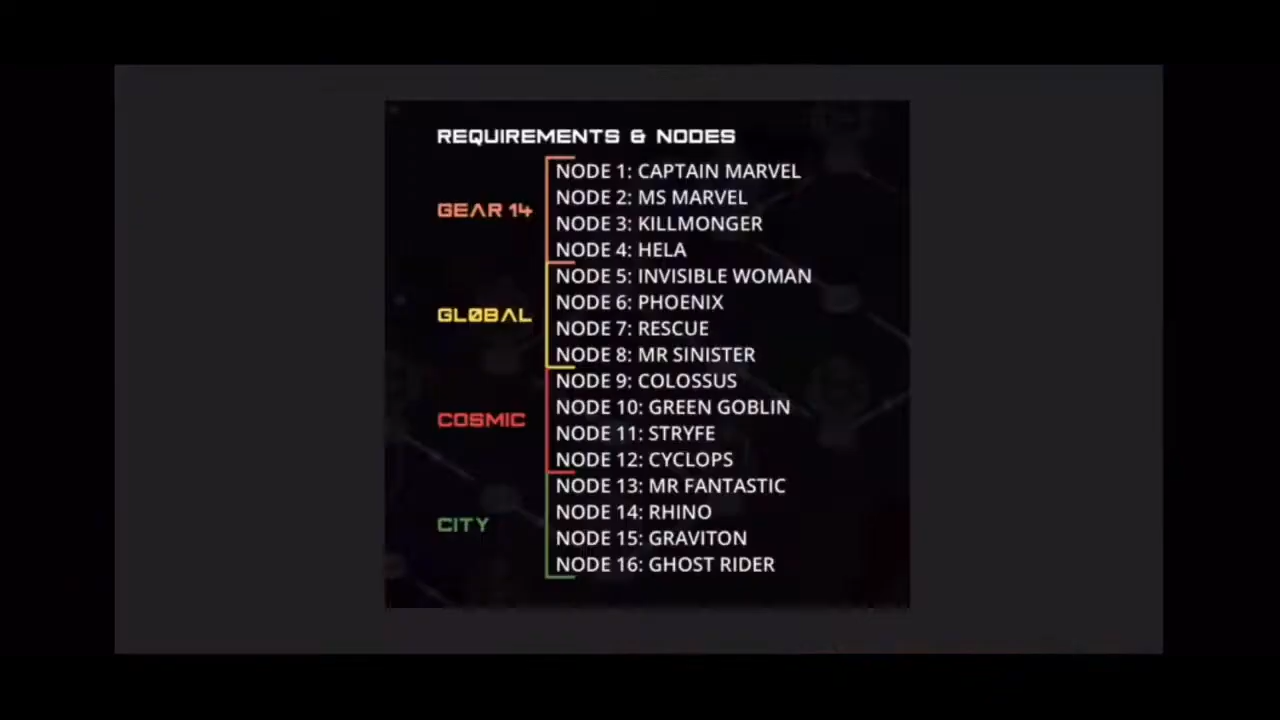 REQUIREMENTS & NODES
GEAR 14
NODE 1: CAPTAIN MARVEL
NODE 2: MS MARVEL
NODE 3: KILLMONGER
NODE 4: HELA
GLOBAL
NODE 5: INVISIBLE WOMAN
NODE 6: PHOENIX
NODE 7: RESCUE
NODE 8: MR SINISTER
COSMIC
NODE 9: COLOSSUS
NODE 10: GREEN GOBLIN
NODE 11: STRYFE
NODE 12: CYCLOPS
CITY
NODE 13: MR FANTASTIC
NODE 14: RHINO
NODE 15: GRAVITON
NODE 16: GHOST RIDER